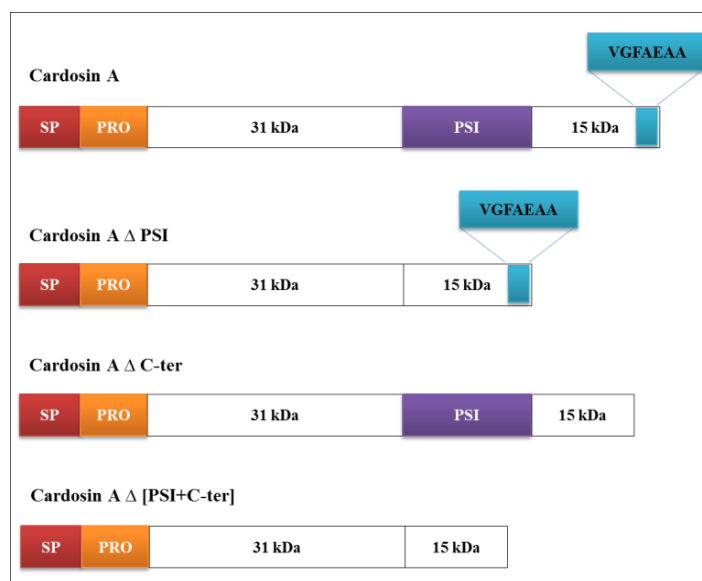 VGFAEAA
Cardosin A
SP PRO 31 kDa PSI 15 kDa
VGFAEAA
Cardosin A Δ PSI
SP PRO 31 kDa 15 kDa
Cardosin A Δ C-ter
SP PRO 31 kDa PSI 15 kDa
Cardosin A Δ [PSI+C-ter]
SP PRO 31 kDa 15 kDa